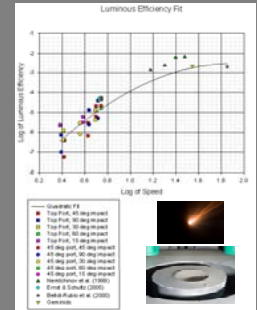 Luminous Efficiency Fit
Log of Luminous Efficiency
-1
-2
-3
-4
-5
-6
-7
-8
0.2 0.4 0.6 0.8 1.0 1.2 1.4 1.6 1.8 2.0
Log of Speed
Quadratic Fit
Top Port, 45 deg impact
Top Port, 90 deg impact
Top Port, 30 deg impact
Top Port, 60 deg impact
Top Port, 15 deg impact
45 deg port, 45 deg impact
45 deg port, 90 deg impact
45 deg port, 30 deg impact
45 deg port, 60 deg impact
45 deg port, 15 deg impact
Nemtchinov et al. (1998)
Ernst & Schultz (2005)
Bellot-Rubio et al. (2000)
Geminids